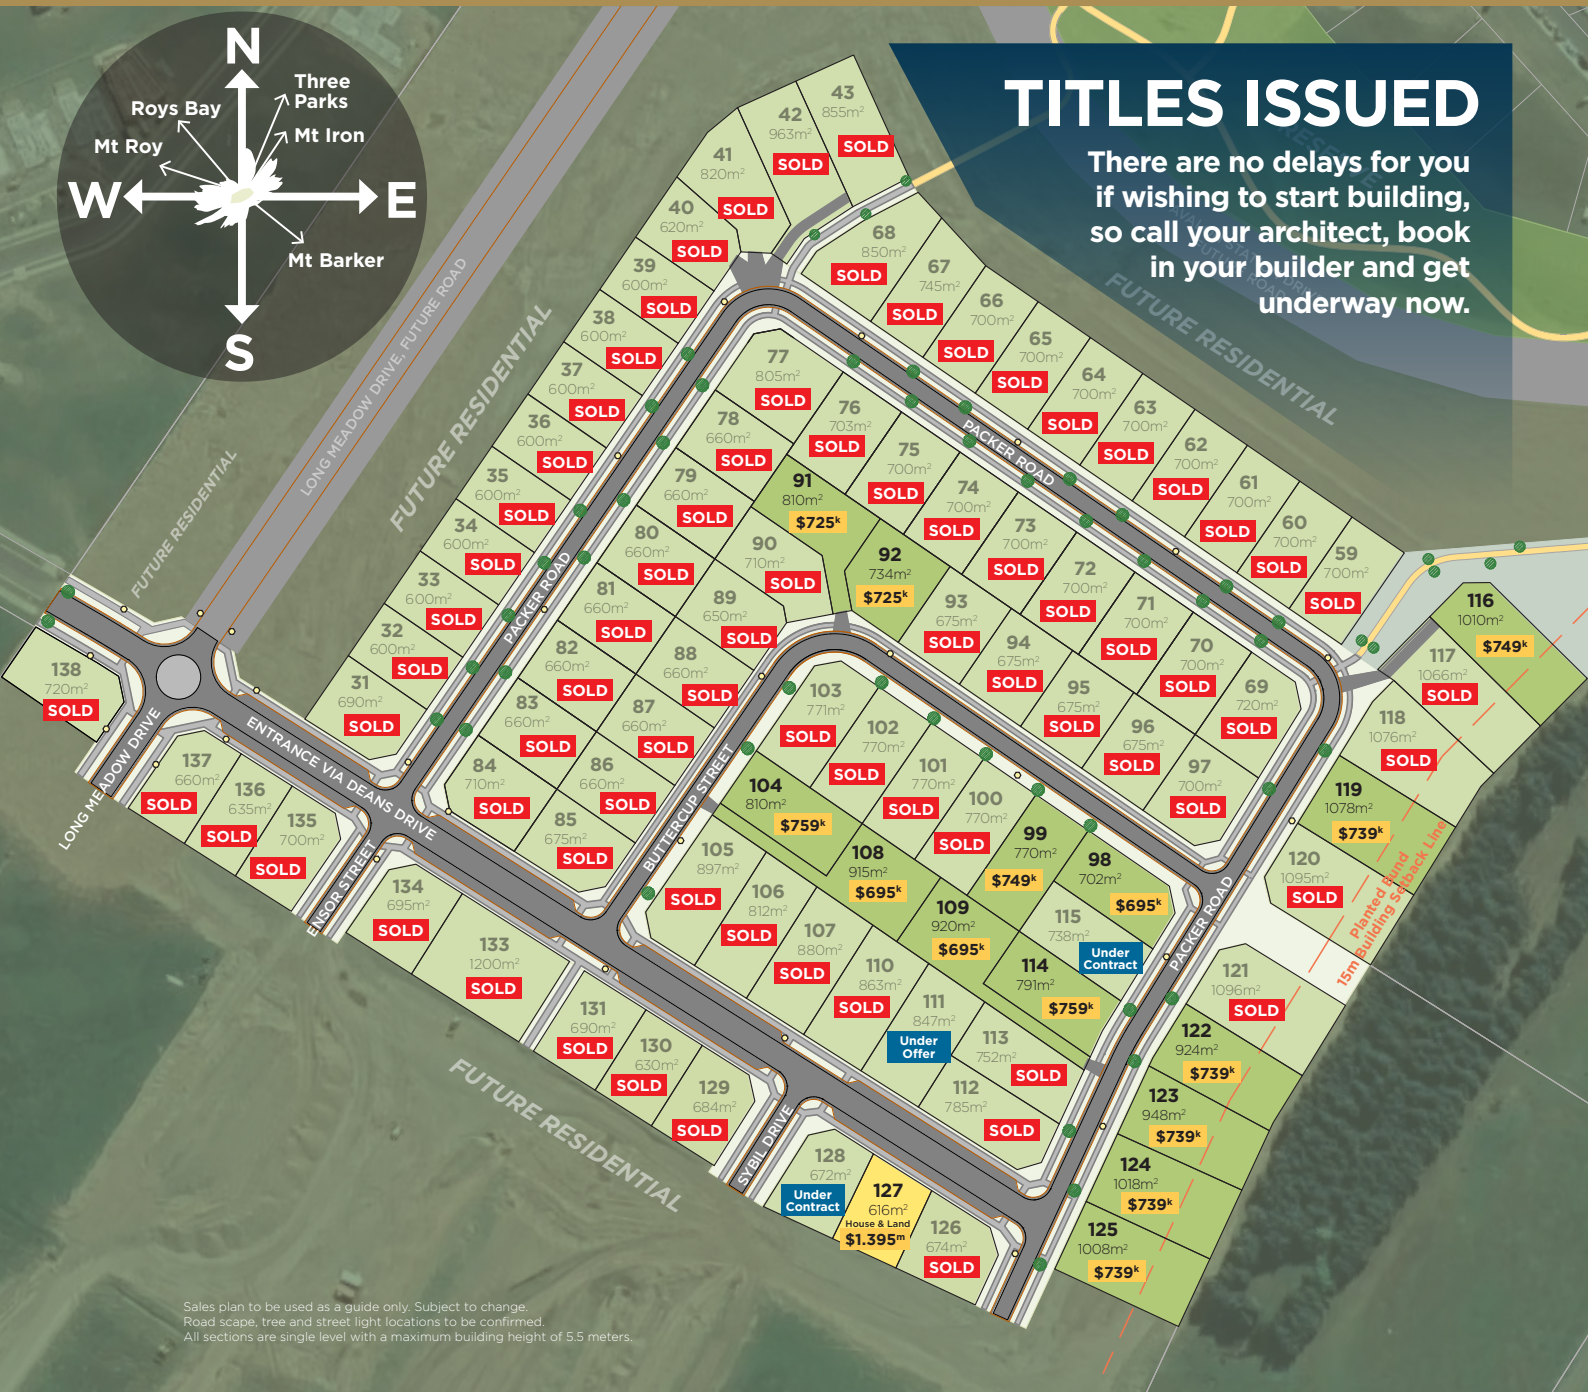 N
Three
Parks
Roys Bay
Mt Iron
Mt Roy
W
E
Mt Barker
S
TITLES ISSUED
There are no delays for you
if wishing to start building,
so call your architect, book
in your builder and get
underway now.
FUTURE RESIDENTIAL
LONG MEADOW DRIVE, FUTURE ROAD
FUTURE RESIDENTIAL
FUTURE RESIDENTIAL
43
855m²
SOLD
42
963m²
SOLD
41
820m²
SOLD
40
620m²
SOLD
39
600m²
SOLD
38
600m²
SOLD
37
600m²
SOLD
36
600m²
SOLD
35
600m²
SOLD
34
600m²
SOLD
33
600m²
SOLD
32
600m²
SOLD
31
690m²
SOLD
68
850m²
SOLD
67
745m²
SOLD
66
700m²
SOLD
65
700m²
SOLD
64
700m²
SOLD
63
700m²
SOLD
62
700m²
SOLD
61
700m²
SOLD
60
700m²
SOLD
59
700m²
SOLD
PACKER ROAD
PACKER ROAD
77
805m²
SOLD
76
703m²
SOLD
75
700m²
SOLD
74
700m²
SOLD
73
700m²
SOLD
72
700m²
SOLD
71
700m²
SOLD
70
700m²
SOLD
69
720m²
SOLD
78
660m²
SOLD
79
660m²
SOLD
80
660m²
SOLD
81
660m²
SOLD
82
660m²
SOLD
83
660m²
SOLD
84
710m²
SOLD
85
675m²
SOLD
86
660m²
SOLD
87
660m²
SOLD
88
660m²
SOLD
89
650m²
SOLD
90
710m²
SOLD
91
810m²
$725ᵏ
92
734m²
$725ᵏ
93
675m²
SOLD
94
675m²
SOLD
95
675m²
SOLD
96
675m²
SOLD
97
700m²
SOLD
116
1010m²
$749ᵏ
117
1066m²
SOLD
118
1076m²
SOLD
119
1078m²
$739ᵏ
120
1095m²
SOLD
Planted Bund
15m Building Setback Line
121
1096m²
SOLD
122
924m²
$739ᵏ
123
948m²
$739ᵏ
124
1018m²
$739ᵏ
125
1008m²
$739ᵏ
PACKER ROAD
BUTTERCUP STREET
103
771m²
SOLD
102
770m²
SOLD
101
770m²
SOLD
100
770m²
SOLD
99
770m²
$749ᵏ
98
702m²
$695ᵏ
104
810m²
$759ᵏ
105
897m²
SOLD
106
812m²
SOLD
107
880m²
SOLD
108
915m²
$695ᵏ
109
920m²
$695ᵏ
110
863m²
SOLD
111
847m²
Under
Offer
112
785m²
SOLD
113
752m²
SOLD
114
791m²
$759ᵏ
115
738m²
Under
Contract
138
720m²
SOLD
LONG MEADOW DRIVE
ENTRANCE VIA DEANS DRIVE
137
660m²
SOLD
136
635m²
SOLD
135
700m²
SOLD
ENSOR STREET
134
695m²
SOLD
133
1200m²
SOLD
131
690m²
SOLD
130
630m²
SOLD
129
684m²
SOLD
SYBIL DRIVE
128
672m²
Under
Contract
127
616m²
House & Land
$1.395ᵐ
126
674m²
SOLD
FUTURE RESIDENTIAL
Sales plan to be used as a guide only. Subject to change.
Road scape, tree and street light locations to be confirmed.
All sections are single level with a maximum building height of 5.5 meters.